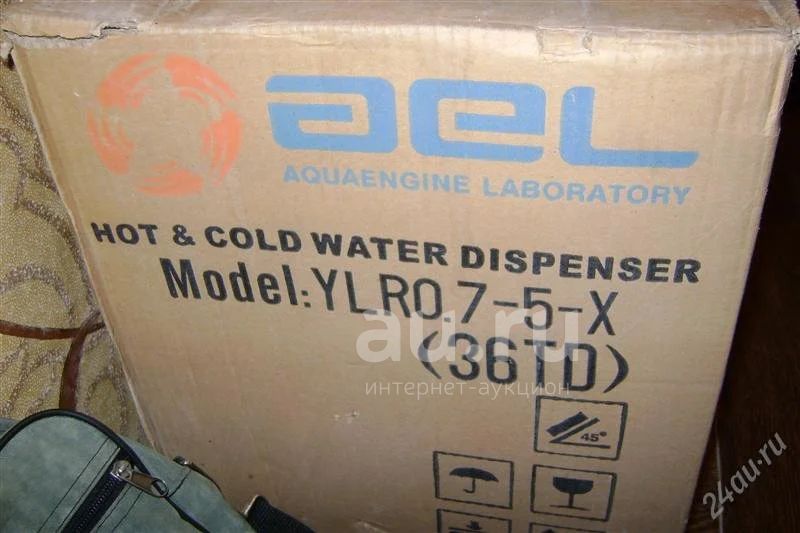 ael
AQUAENGINE LABORATORY
HOT & COLD WATER DISPENSER
Model:YLR0.7-5-X
(36TD)
au.ru
интернет-аукцион
45°
24au.ru